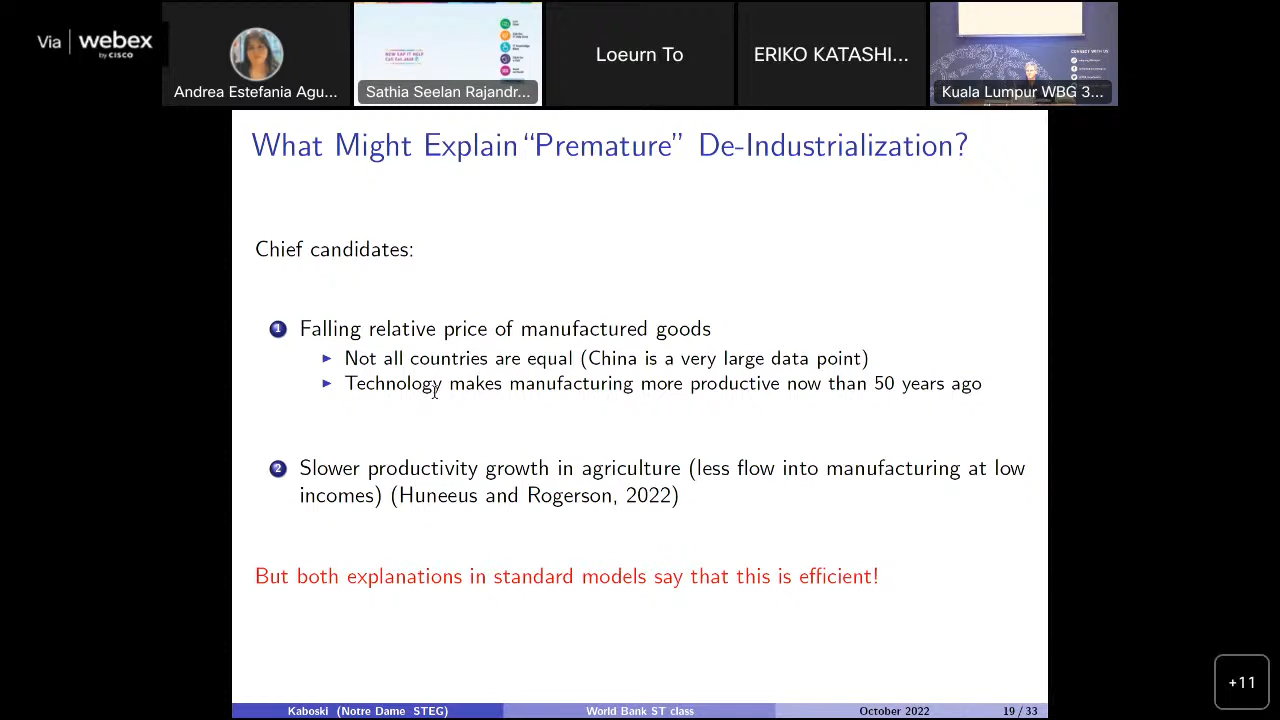 Via webex
by CISCO
Andrea Estefania Agu...
Sathia Seelan Rajandr...
Loeurn To
ERIKO KATASHI...
CONNECT WITH US:
Kuala Lumpur WBG 3...
What Might Explain “Premature” De-Industrialization?
Chief candidates:
1 Falling relative price of manufactured goods
Not all countries are equal (China is a very large data point)
Technology makes manufacturing more productive now than 50 years ago
2 Slower productivity growth in agriculture (less flow into manufacturing at low
incomes) (Huneeus and Rogerson, 2022)
But both explanations in standard models say that this is efficient!
Kaboski (Notre Dame STEG) World Bank ST class October 2022 19 / 33
+11